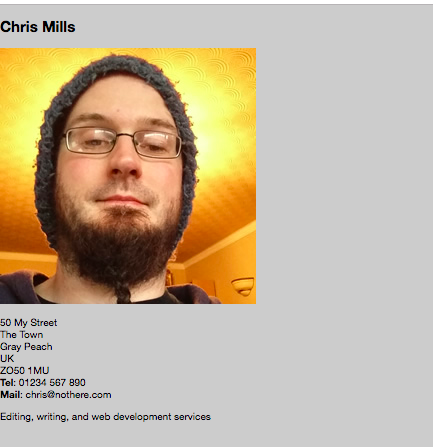 Chris Mills
50 My Street
The Town
Gray Peach
UK
ZO50 1MU
Tel: 01234 567 890
Mail: chris@nothere.com
Editing, writing, and web development services